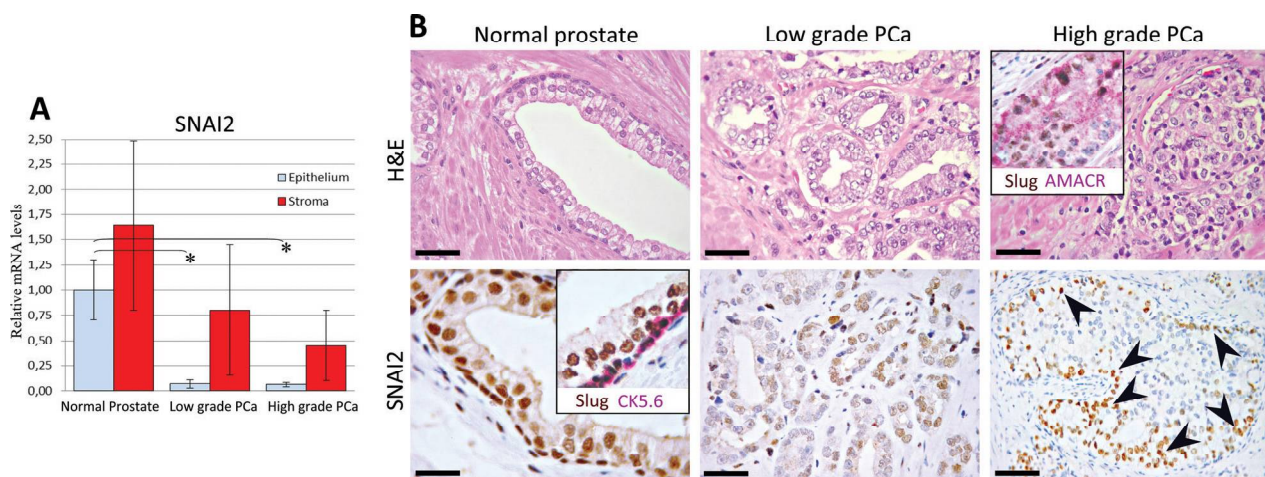 A
SNAI2
Relative mRNA levels
2,50
2,25
2,00
1,75
1,50
1,25
1,00
0,75
0,50
0,25
0,00
Epithelium
Stroma
*
*
Normal Prostate Low grade PCa High grade PCa
B
Normal prostate Low grade PCa High grade PCa
H&E
Slug AMACR
SNAI2
Slug CK5.6